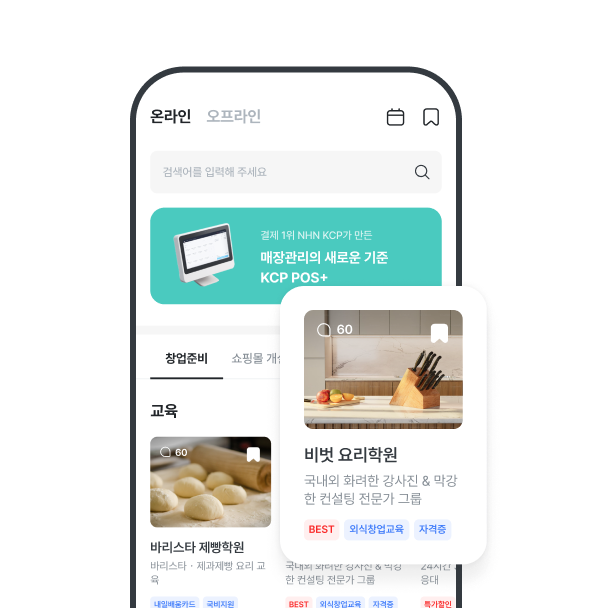 온라인 오프라인
검색어를 입력해 주세요
결제 1위 NHN KCP가 만든
매장관리의 새로운 기준
KCP POS+
창업준비 쇼핑몰 개
교육
60
바리스타 제빵학원
바리스타 · 제과제빵 요리 교
육
내일배움카드 국비지원
60
비벗 요리학원
국내외 화려한 강사진 & 막강
한 컨설팅 전문가 그룹
BEST 외식창업교육 자격증
국내외 화려한 강사진 & 막강
한 컨설팅 전문가 그룹
BEST 외식창업교육 자격증
24시간
응대
특가할인